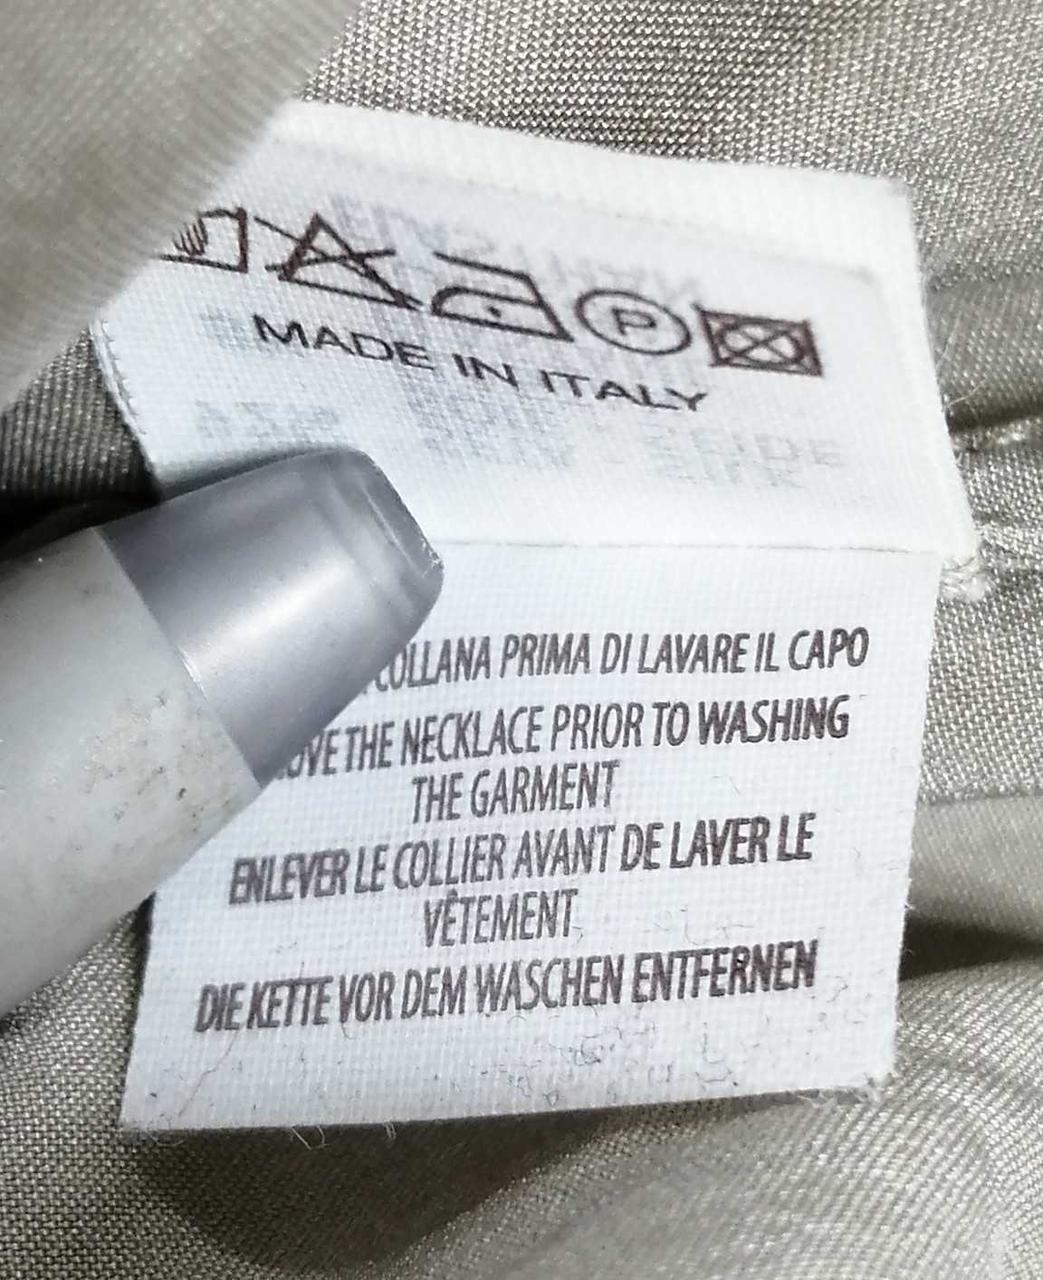 P
MADE IN ITALY
COLLANA PRIMA DI LAVARE IL CAPO
THE NECKLACE PRIOR TO WASHING
THE GARMENT
ENLEVER LE COLLIER AVANT DE LAVER LE
VÊTEMENT
DIE KETTE VOR DEM WASCHEN ENTFERNEN